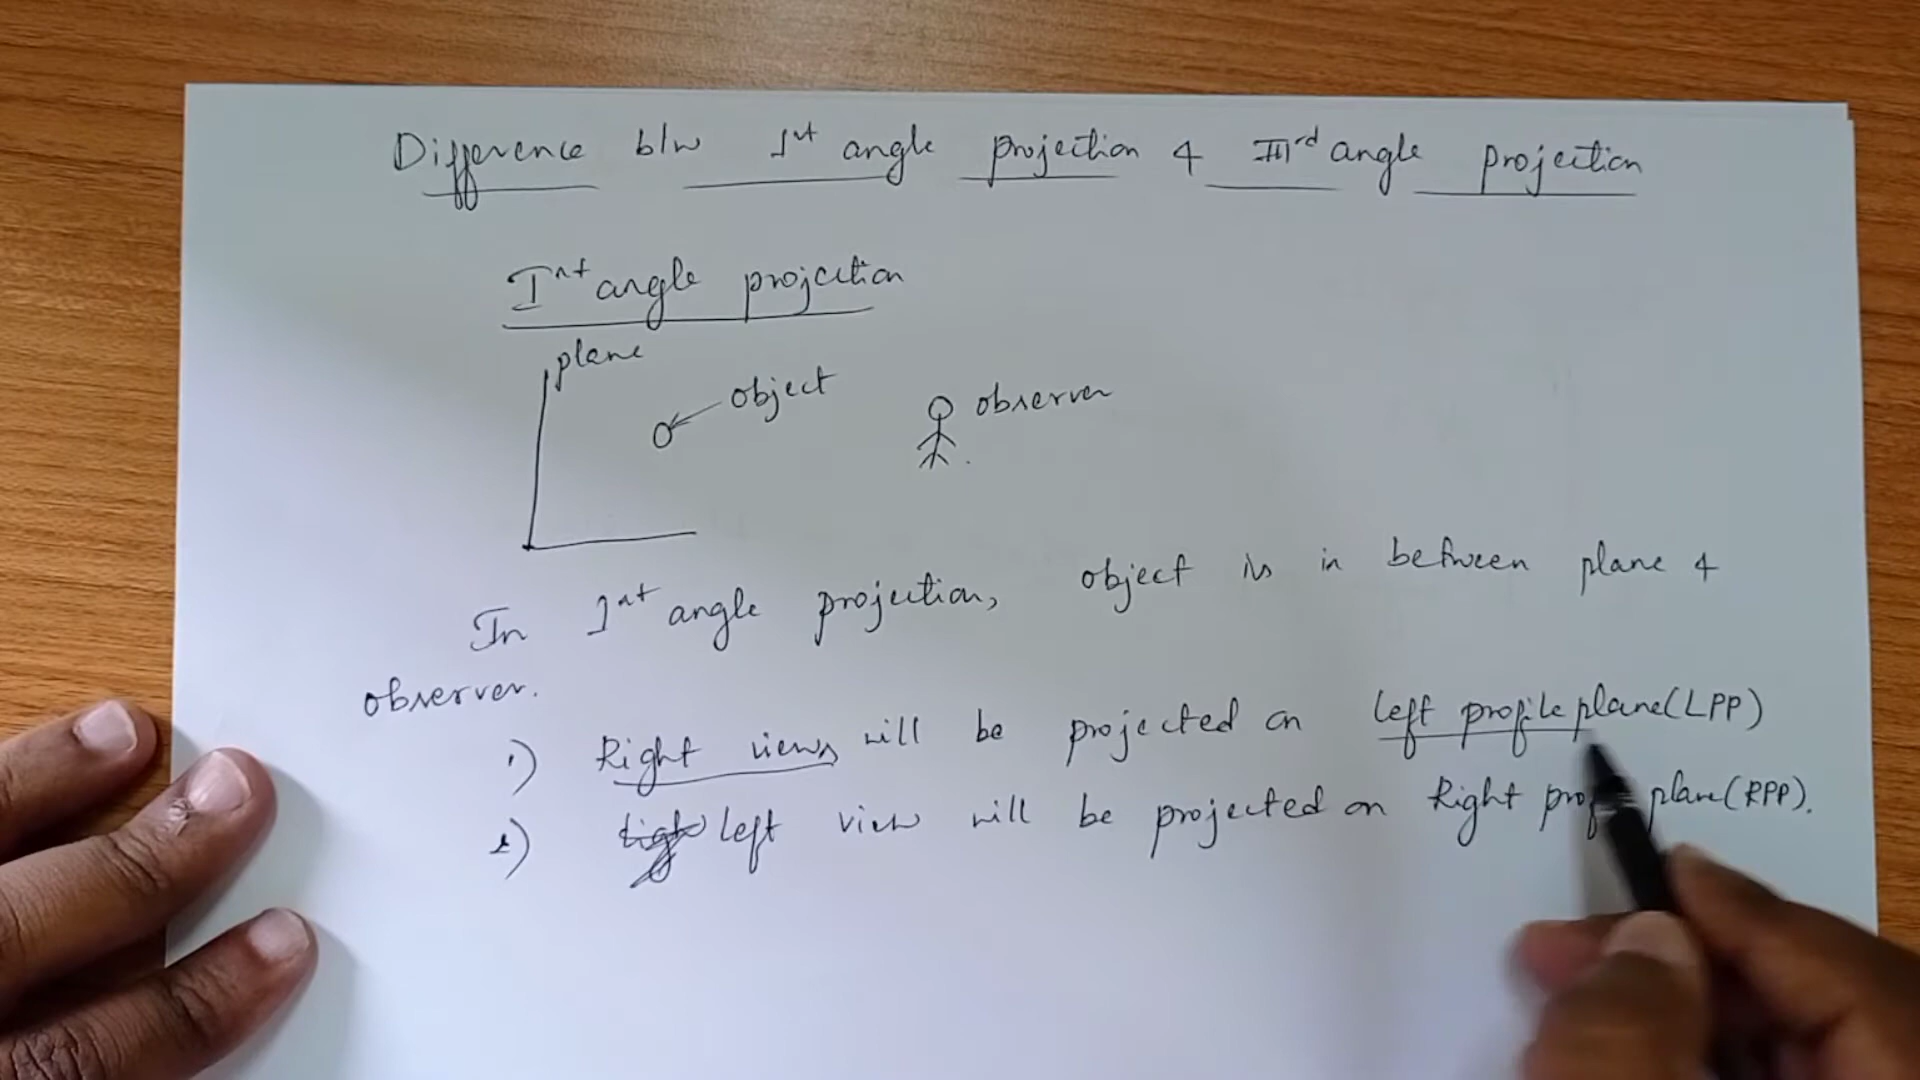 Difference b/w Ist angle projection & IIIrd angle projection
Ist angle projection
plane
object
observer
In Ist angle projection, object is in between plane &
observer.
1) Right views will be projected on left profile plane (LPP)
2) left view will be projected on Right plane (RPP).